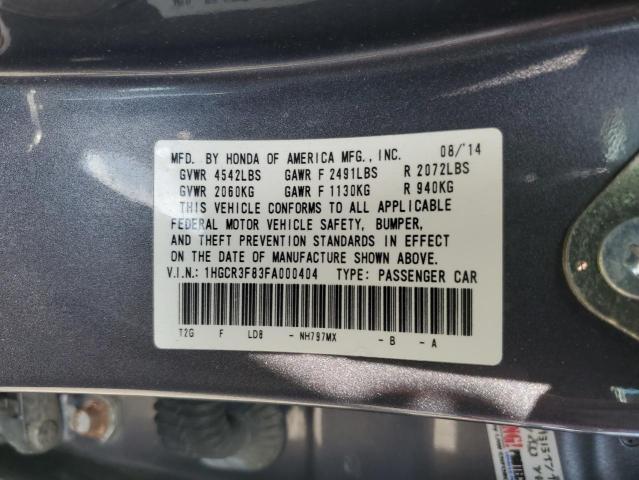 MFD. BY HONDA OF AMERICA MFG., INC. 08/'14
GVWR 4542LBS GAWR F 2491LBS R 2072LBS
GVWR 2060KG GAWR F 1130KG R 940KG
THIS VEHICLE CONFORMS TO ALL APPLICABLE
FEDERAL MOTOR VEHICLE SAFETY, BUMPER,
AND THEFT PREVENTION STANDARDS IN EFFECT
ON THE DATE OF MANUFACTURE SHOWN ABOVE.
V.I.N.: 1HGCR3F83FA000404 TYPE: PASSENGER CAR
T2G F LD8 - NH797MX - B - A